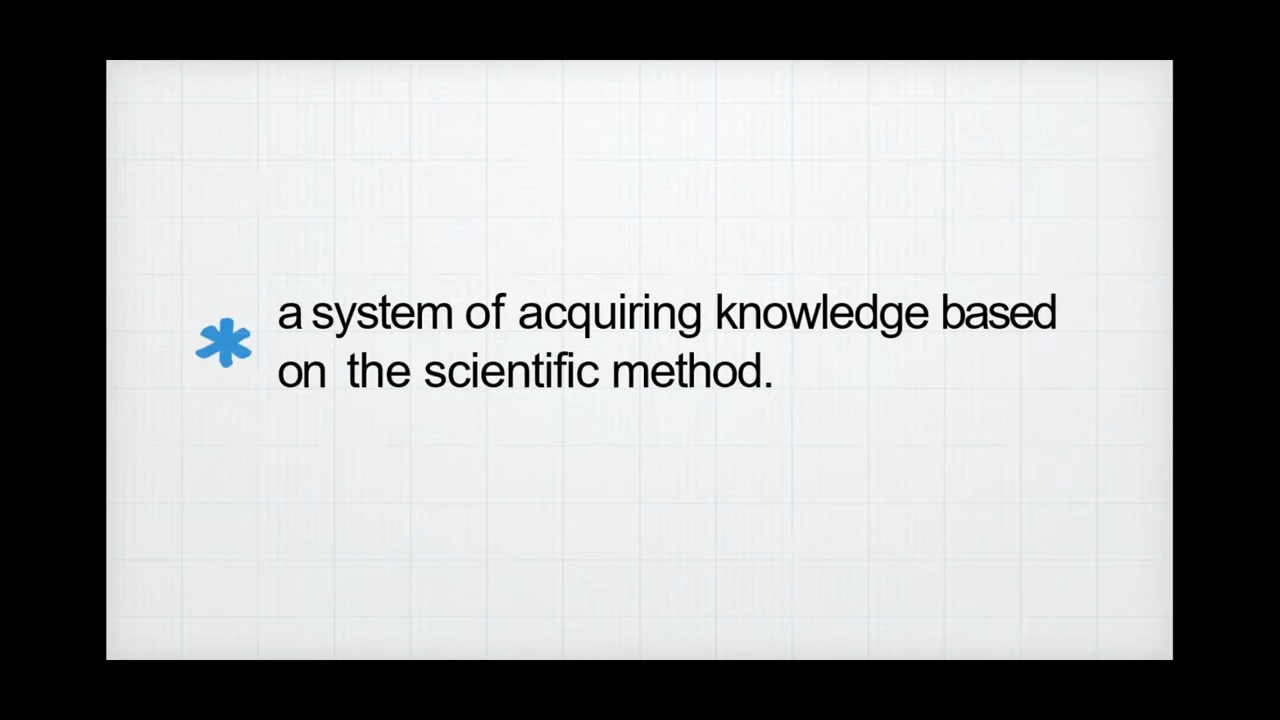 a system of acquiring knowledge based
on the scientific method.